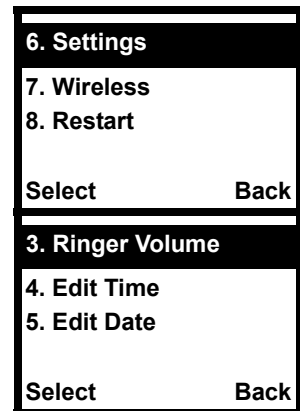 6. Settings
7. Wireless
8. Restart
Select Back
3. Ringer Volume
4. Edit Time
5. Edit Date
Select Back